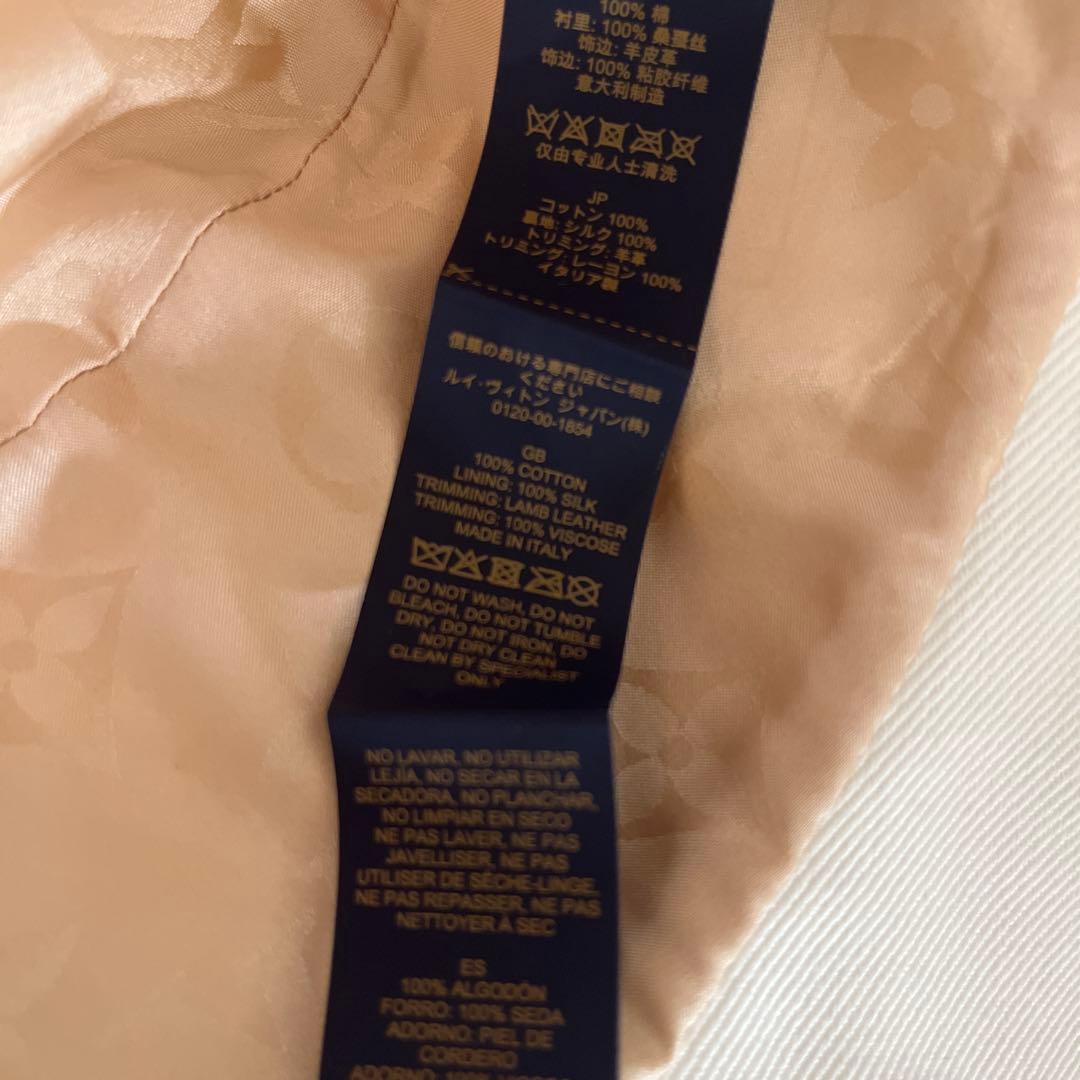 100% 棉
衬里: 100% 桑蚕丝
饰边: 羊皮革
饰边: 100% 粘胶纤维
意大利制造
仅由专业人士清洗
JP
コットン 100%
裏地: シルク 100%
トリミング: 羊革
トリミング: レーヨン 100%
イタリア製
信頼のおける専門店にご相談
ください
ルイ・ヴィトン ジャパン(株)
0120-00-1854
GB
100% COTTON
LINING: 100% SILK
TRIMMING: LAMB LEATHER
TRIMMING: 100% VISCOSE
MADE IN ITALY
DO NOT WASH, DO NOT
BLEACH, DO NOT TUMBLE
DRY, DO NOT IRON, DO
NOT DRY CLEAN
CLEAN BY SPECIALIST
ONLY
NO LAVAR, NO UTILIZAR
LEJÍA, NO SECAR EN LA
SECADORA, NO PLANCHAR,
NO LIMPIAR EN SECO
NE PAS LAVER, NE PAS
JAVELLISER, NE PAS
UTILISER DE SÈCHE-LINGE,
NE PAS REPASSER, NE PAS
NETTOYER À SEC
ES
100% ALGODÓN
FORRO: 100% SEDA
ADORNO: PIEL DE
CORDERO
ADORNO: 100%